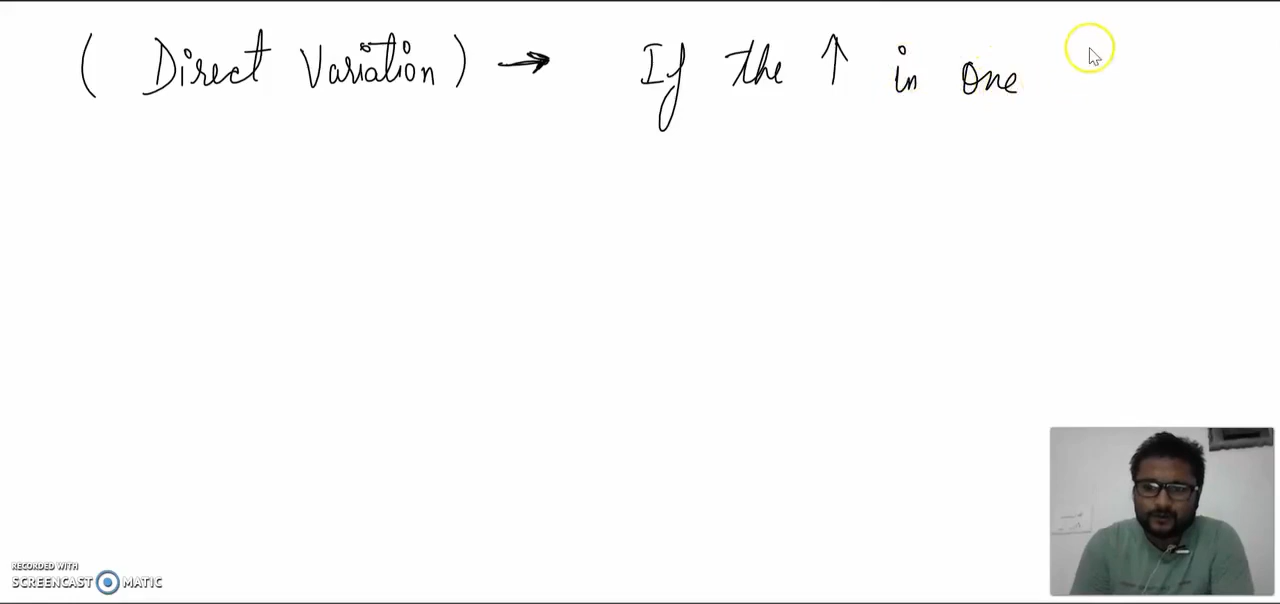 ( Direct Variation ) → If the ↑ in one
RECORDED WITH
SCREENCAST MATIC